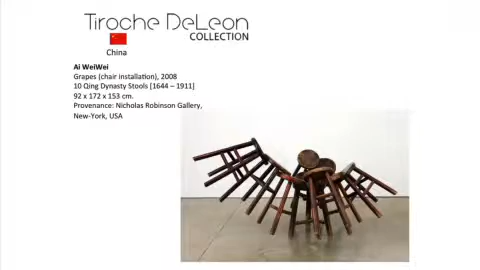 Tiroche DeLeon
COLLECTION
China
Ai WeiWei
Grapes (chair installation), 2008
10 Qing Dynasty Stools [1644 – 1911]
92 x 172 x 153 cm.
Provenance: Nicholas Robinson Gallery,
New-York, USA